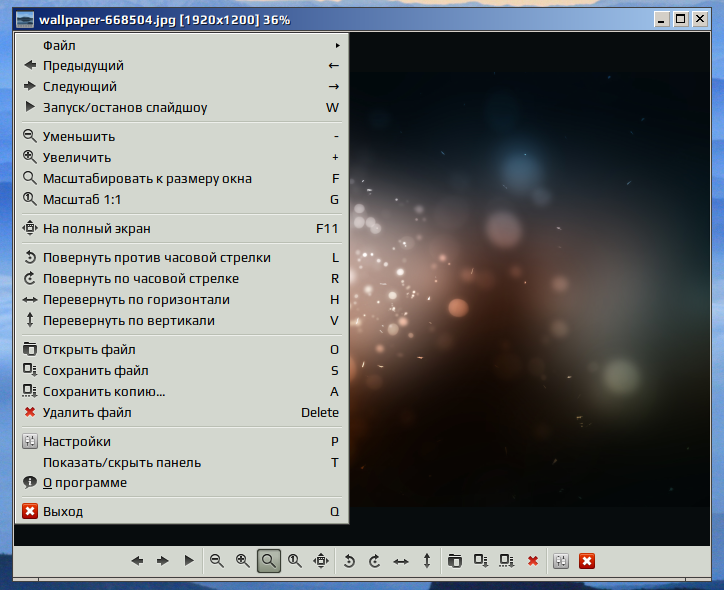 wallpaper-668504.jpg [1920x1200] 36%
Файл
Предыдущий ←
Следующий →
Запуск/останов слайдшоу W
Уменьшить -
Увеличить +
Масштабировать к размеру окна F
Масштаб 1:1 G
На полный экран F11
Повернуть против часовой стрелки L
Повернуть по часовой стрелке R
Перевернуть по горизонтали H
Перевернуть по вертикали V
Открыть файл O
Сохранить файл S
Сохранить копию... A
Удалить файл Delete
Настройки P
Показать/скрыть панель T
О программе
Выход Q